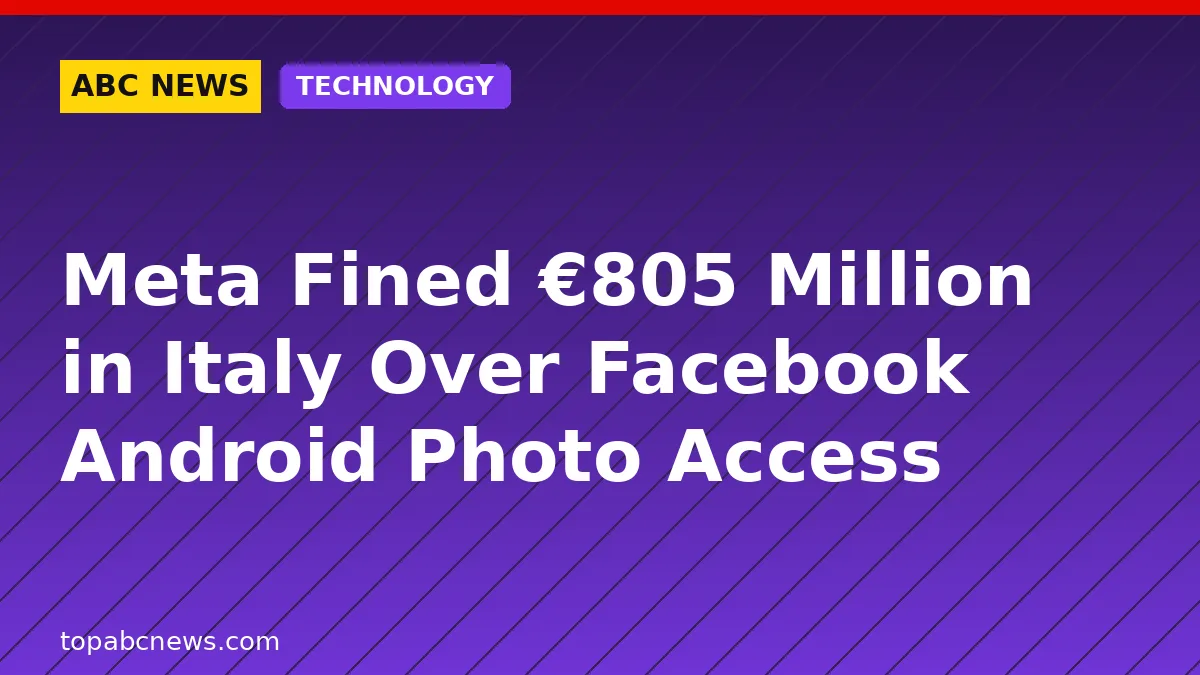 ABC NEWS
TECHNOLOGY
Meta Fined €805 Million
in Italy Over Facebook
Android Photo Access
topabcnews.com